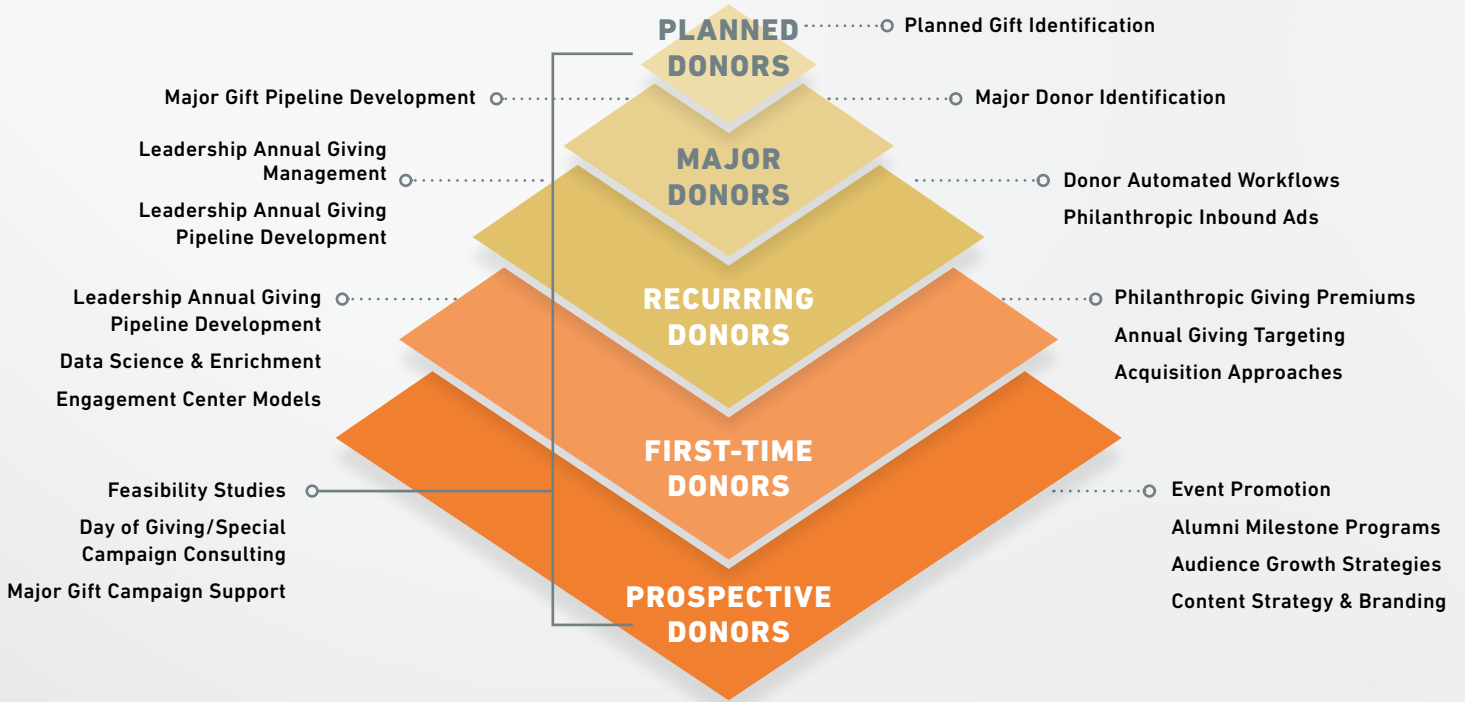 PLANNED
DONORS
Planned Gift Identification
Major Gift Pipeline Development
Major Donor Identification
MAJOR
DONORS
Leadership Annual Giving
Management
Leadership Annual Giving
Pipeline Development
Donor Automated Workflows
Philanthropic Inbound Ads
RECURRING
DONORS
Leadership Annual Giving
Pipeline Development
Data Science & Enrichment
Engagement Center Models
Philanthropic Giving Premiums
Annual Giving Targeting
Acquisition Approaches
FIRST-TIME
DONORS
Feasibility Studies
Day of Giving/Special
Campaign Consulting
Major Gift Campaign Support
Event Promotion
Alumni Milestone Programs
Audience Growth Strategies
Content Strategy & Branding
PROSPECTIVE
DONORS